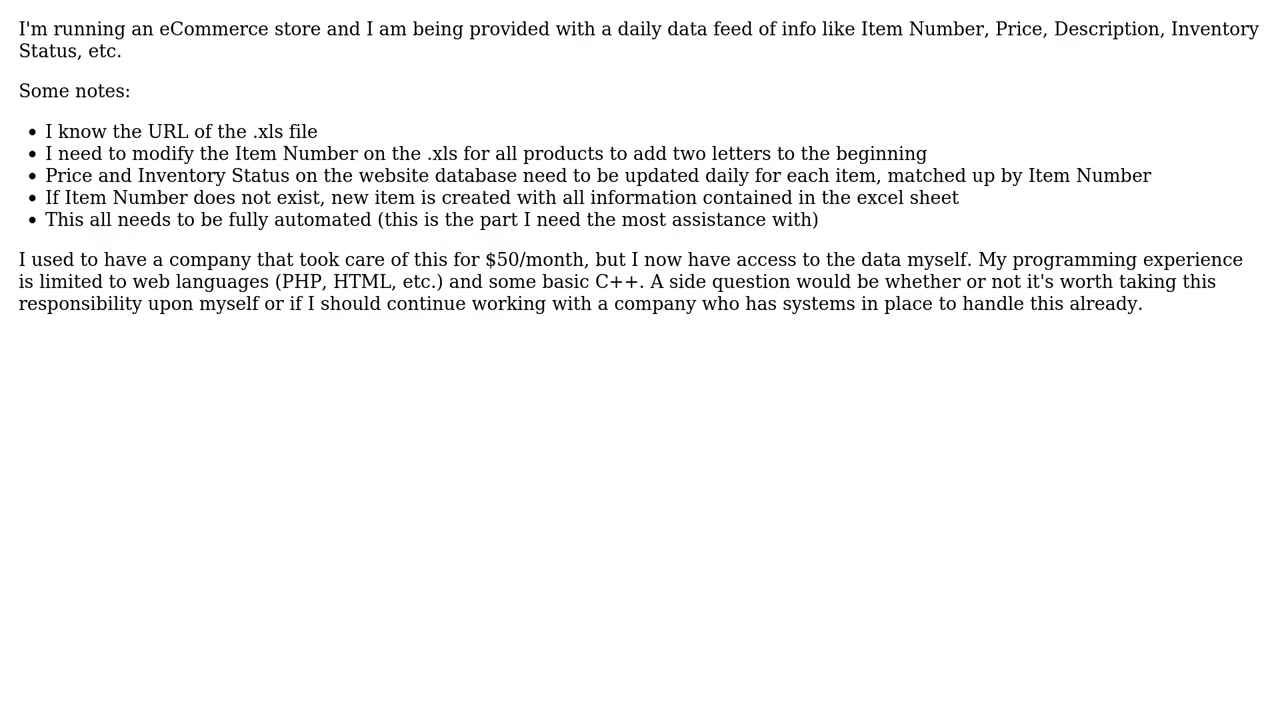 I'm running an eCommerce store and I am being provided with a daily data feed of info like Item Number, Price, Description, Inventory
Status, etc.
Some notes:
• I know the URL of the .xls file
• I need to modify the Item Number on the .xls for all products to add two letters to the beginning
• Price and Inventory Status on the website database need to be updated daily for each item, matched up by Item Number
• If Item Number does not exist, new item is created with all information contained in the excel sheet
• This all needs to be fully automated (this is the part I need the most assistance with)
I used to have a company that took care of this for $50/month, but I now have access to the data myself. My programming experience
is limited to web languages (PHP, HTML, etc.) and some basic C++. A side question would be whether or not it's worth taking this
responsibility upon myself or if I should continue working with a company who has systems in place to handle this already.